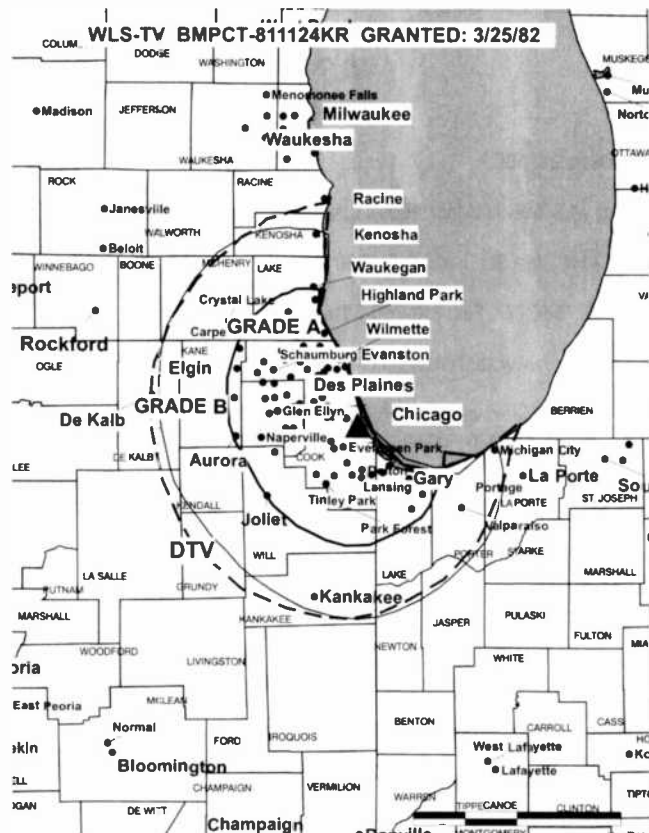 WLS-TV BMPCT-811124KR GRANTED: 3/25/82
DODGE
WASHINGTON
Menomonee Falls
Madison
JEFFERSON
Milwaukee
Waukesha
WAUKESHA
OTTAWA
ROCK
RACINE
Racine
Janesville
WALWORTH
KENOSHA
Kenosha
Beloit
WINNEBAGO
BOONE
MCHENRY
LAKE
Waukegan
Crystal Lake
Highland Park
GRADE A
Wilmette
Rockford
OGLE
KANE
Schaumburg
Evanston
Elgin
Des Plaines
De Kalb
GRADE B
Glen Ellyn
Chicago
BERRIEN
Naperville
Evergreen Park
Michigan City
DE KALB
COOK
LEE
Aurora
Lansing
Gary
La Porte
Tinley Park
Portage
LA PORTE
ST JOSEPH
KENDALL
Joliet
Park Forest
Valparaiso
DTV
WILL
PORTER
STARKE
LA SALLE
LAKE
MARSHALL
PUTNAM
GRUNDY
Kankakee
MARSHALL
KANKAKEE
JASPER
PULASKI
NEWTON
FULTON
WOODFORD
LIVINGSTON
WHITE
East Peoria
MCLEAN
CARROLL
CASS
Normal
FORD
IROQUOIS
BENTON
West Lafayette
Bloomington
Lafayette
CHAMPAIGN
VERMILION
WARREN
TIPPECANOE
CLINTON
DE WITT
Champaign
MONTGOMERY